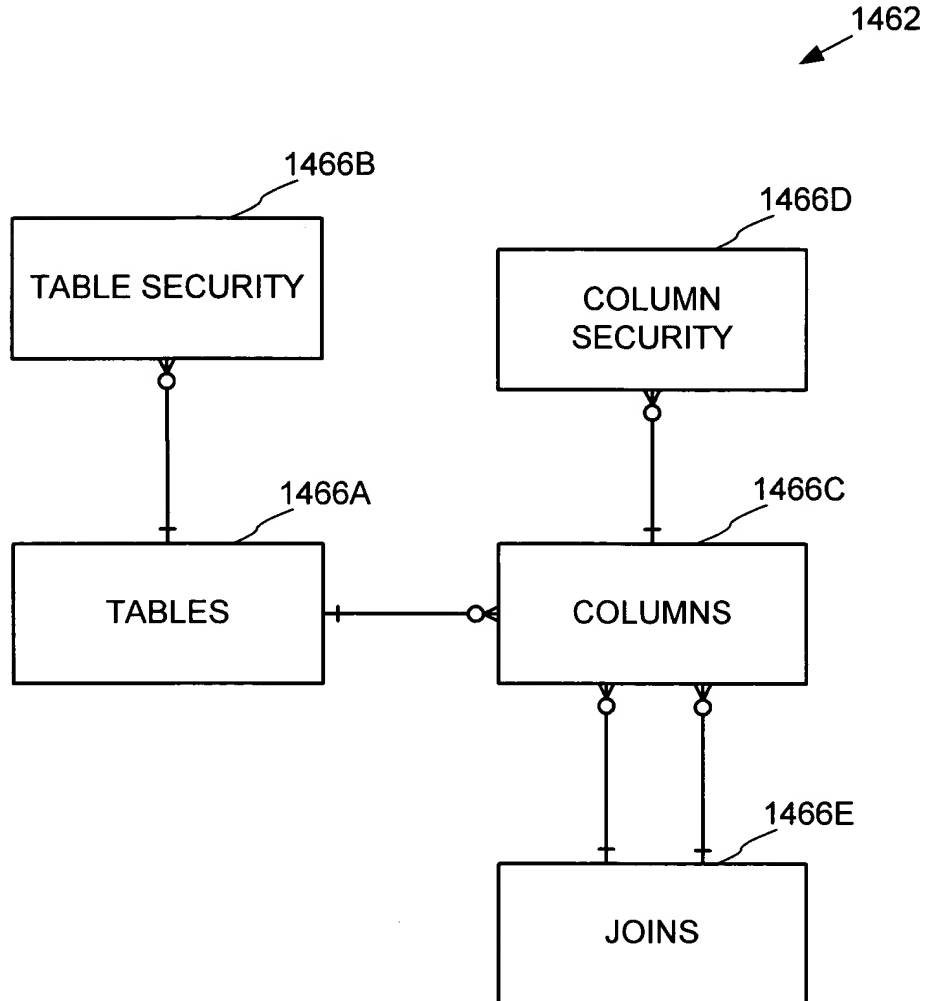 1462
1466B
1466D
TABLE SECURITY
COLUMN
SECURITY
1466A
1466C
TABLES
COLUMNS
1466E
JOINS